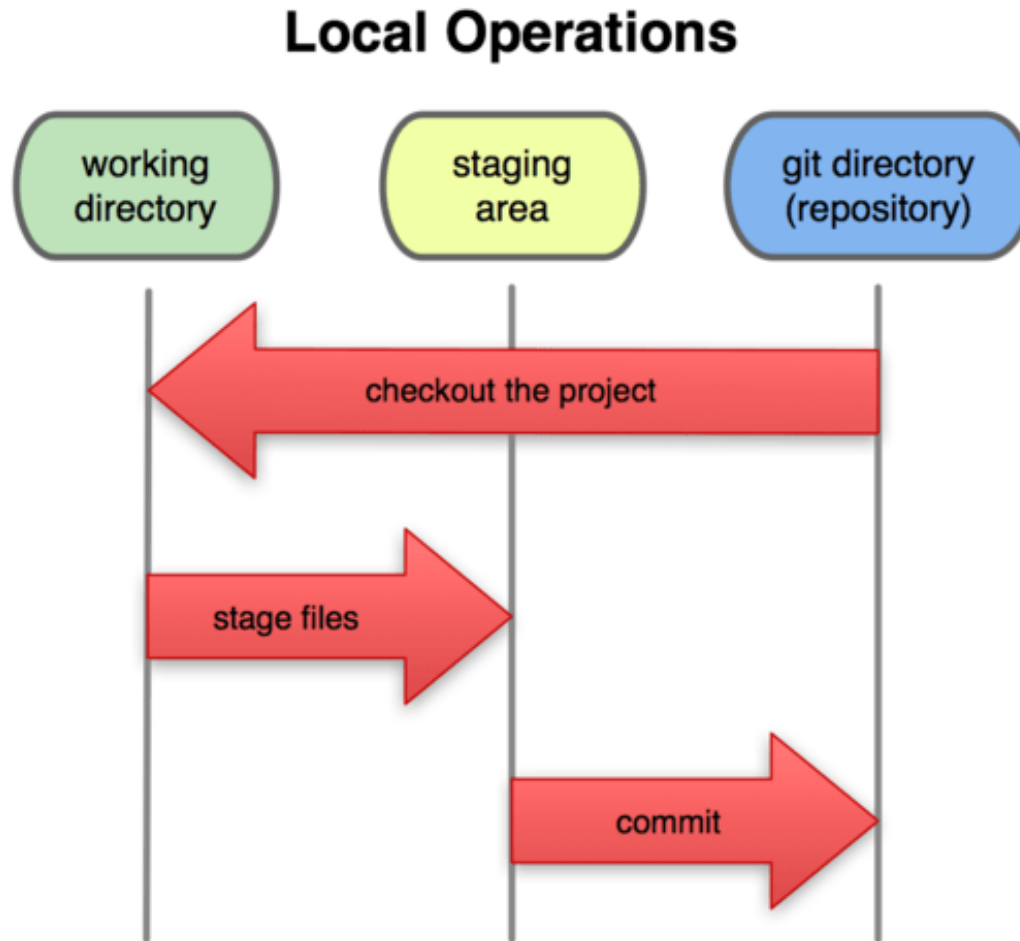 Local Operations
working
directory
staging
area
git directory
(repository)
checkout the project
stage files
commit